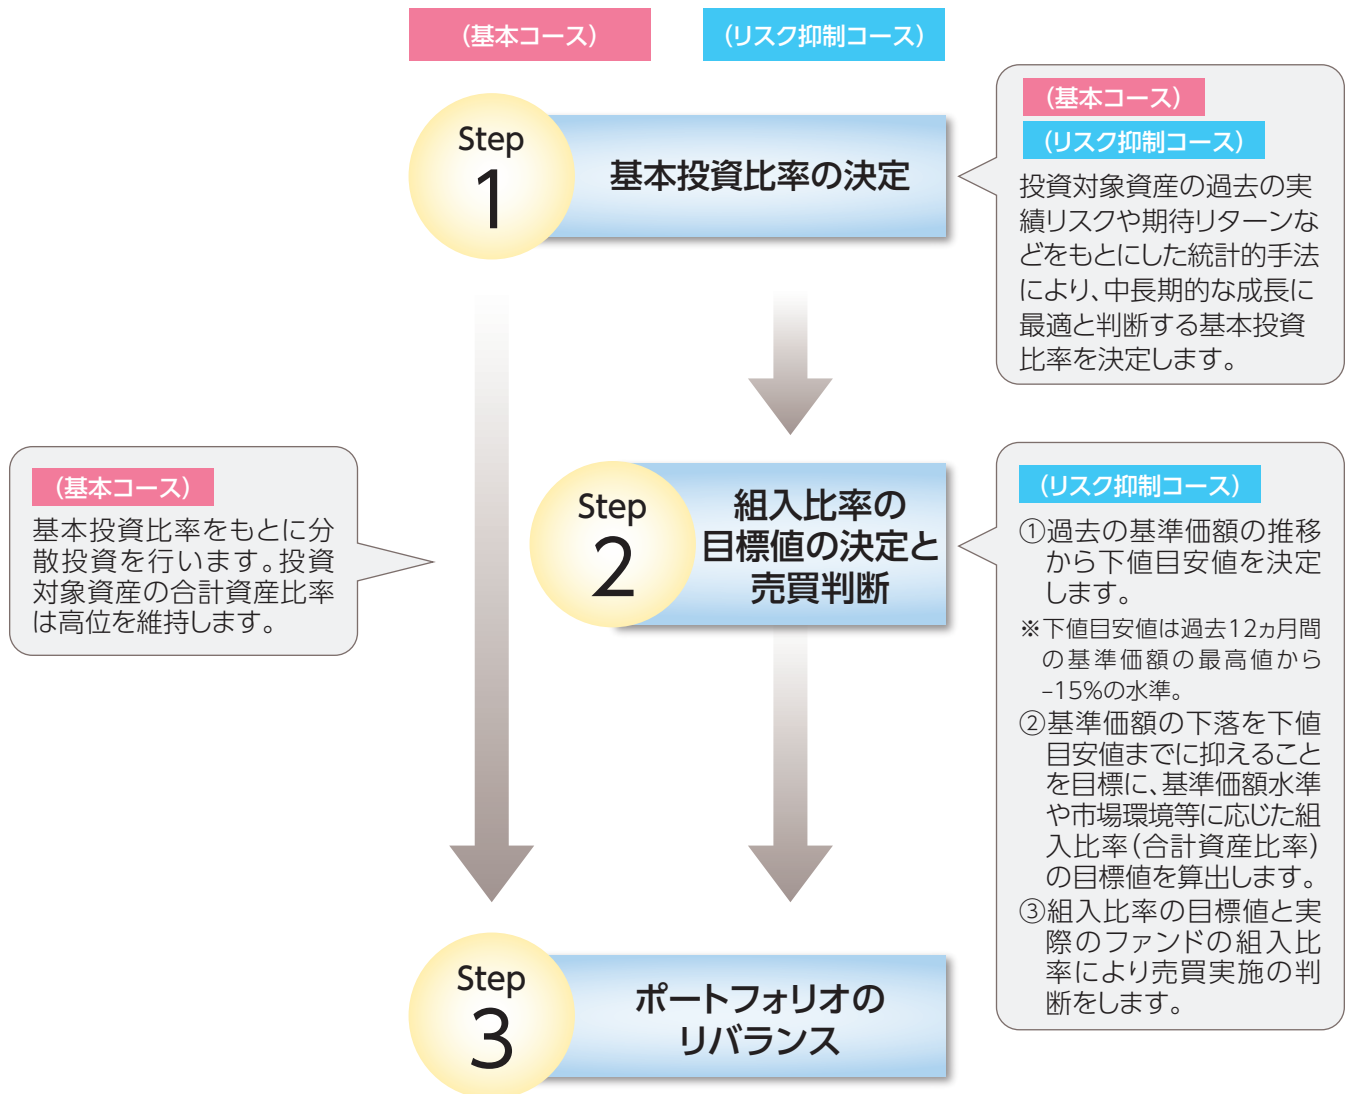 (基本コース)
(リスク抑制コース)
Step
1
基本投資比率の決定
(基本コース)
(リスク抑制コース)
投資対象資産の過去の実
績リスクや期待リターンな
どをもとにした統計的手法
により、中長期的な成長に
最適と判断する基本投資
比率を決定します。
(基本コース)
基本投資比率をもとに分
散投資を行います。投資
対象資産の合計資産比率
は高位を維持します。
Step
2
組入比率の
目標値の決定と
売買判断
(リスク抑制コース)
①過去の基準価額の推移
から下値目安値を決定
します。
※下値目安値は過去12ヵ月間
の基準価額の最高値から
–15%の水準。
②基準価額の下落を下値
目安値までに抑えること
を目標に、基準価額水準
や市場環境等に応じた組
入比率(合計資産比率)
の目標値を算出します。
③組入比率の目標値と実
際のファンドの組入比
率により売買実施の判
断をします。
Step
3
ポートフォリオの
リバランス